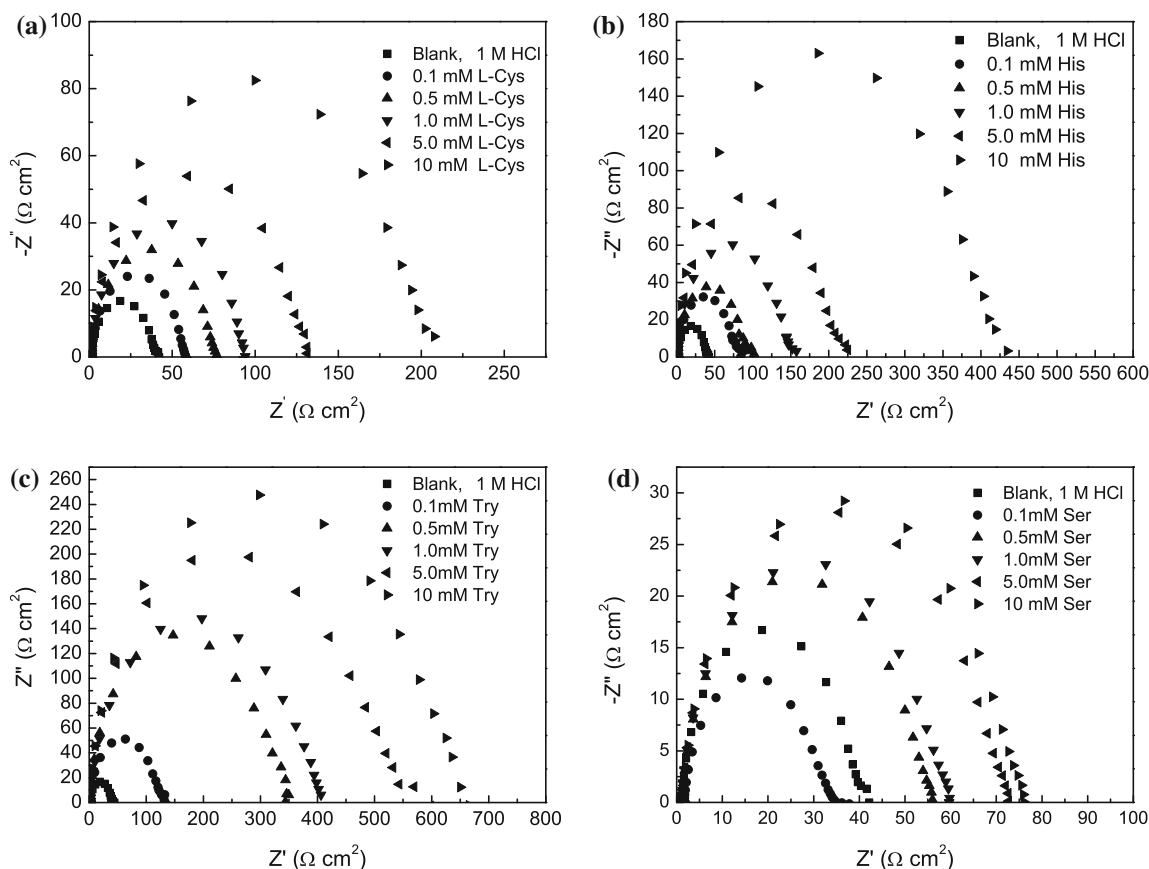 (a)
100
80
60
40
20
0
-Z'' (Ω cm²)
Blank, 1 M HCl
0.1 mM L-Cys
0.5 mM L-Cys
1.0 mM L-Cys
5.0 mM L-Cys
10 mM L-Cys
0 50 100 150 200 250
Z' (Ω cm²)
(b)
180
160
140
120
100
80
60
40
20
0
-Z'' (Ω cm²)
Blank, 1 M HCl
0.1 mM His
0.5 mM His
1.0 mM His
5.0 mM His
10 mM His
0 50 100 150 200 250 300 350 400 450 500 550 600
Z' (Ω cm²)
(c)
260
240
220
200
180
160
140
120
100
80
60
40
20
0
Z'' (Ω cm²)
Blank, 1 M HCl
0.1mM Try
0.5mM Try
1.0mM Try
5.0mM Try
10 mM Try
0 100 200 300 400 500 600 700 800
Z' (Ω cm²)
(d)
30
25
20
15
10
5
0
-Z'' (Ω cm²)
Blank, 1 M HCl
0.1mM Ser
0.5mM Ser
1.0mM Ser
5.0mM Ser
10 mM Ser
0 10 20 30 40 50 60 70 80 90 100
Z' (Ω cm²)